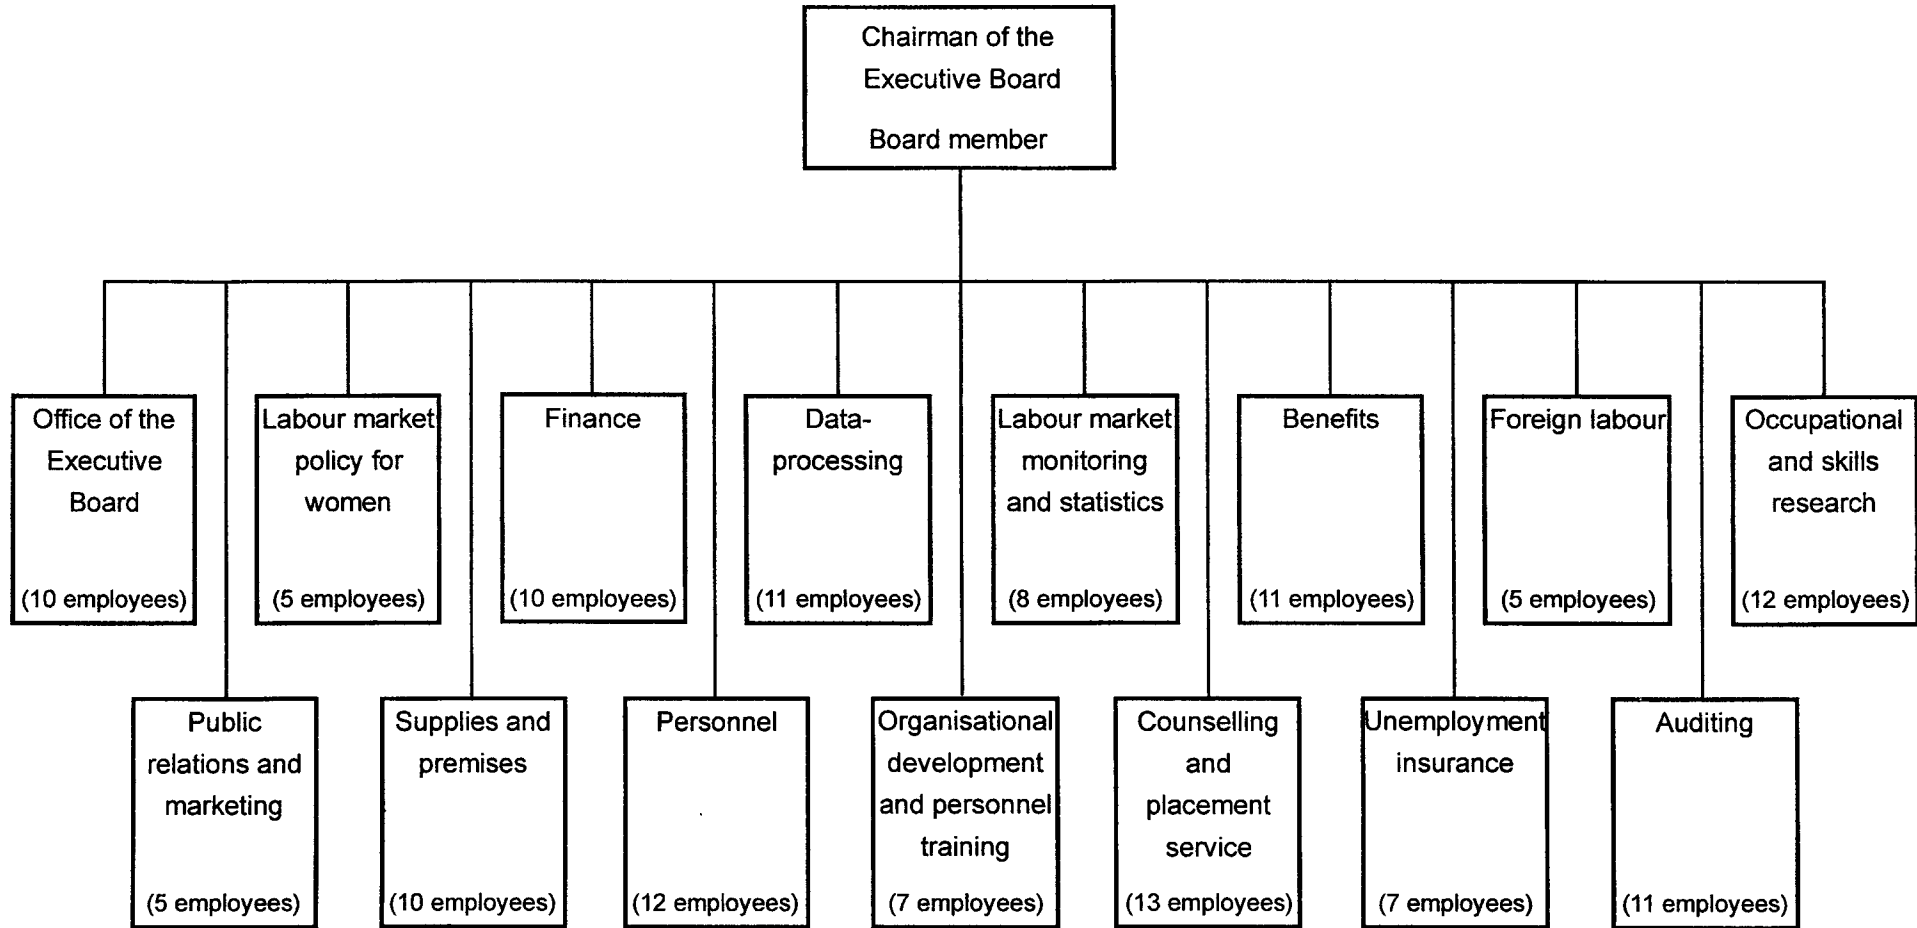 Chairman of the
Executive Board
Board member
Office of the
Executive
Board
(10 employees)
Labour market
policy for
women
(5 employees)
Finance
(10 employees)
Data-
processing
(11 employees)
Labour market
monitoring
and statistics
(8 employees)
Benefits
(11 employees)
Foreign labour
(5 employees)
Occupational
and skills
research
(12 employees)
Public
relations and
marketing
(5 employees)
Supplies and
premises
(10 employees)
Personnel
(12 employees)
Organisational
development
and personnel
training
(7 employees)
Counselling
and
placement
service
(13 employees)
Unemployment
insurance
(7 employees)
Auditing
(11 employees)